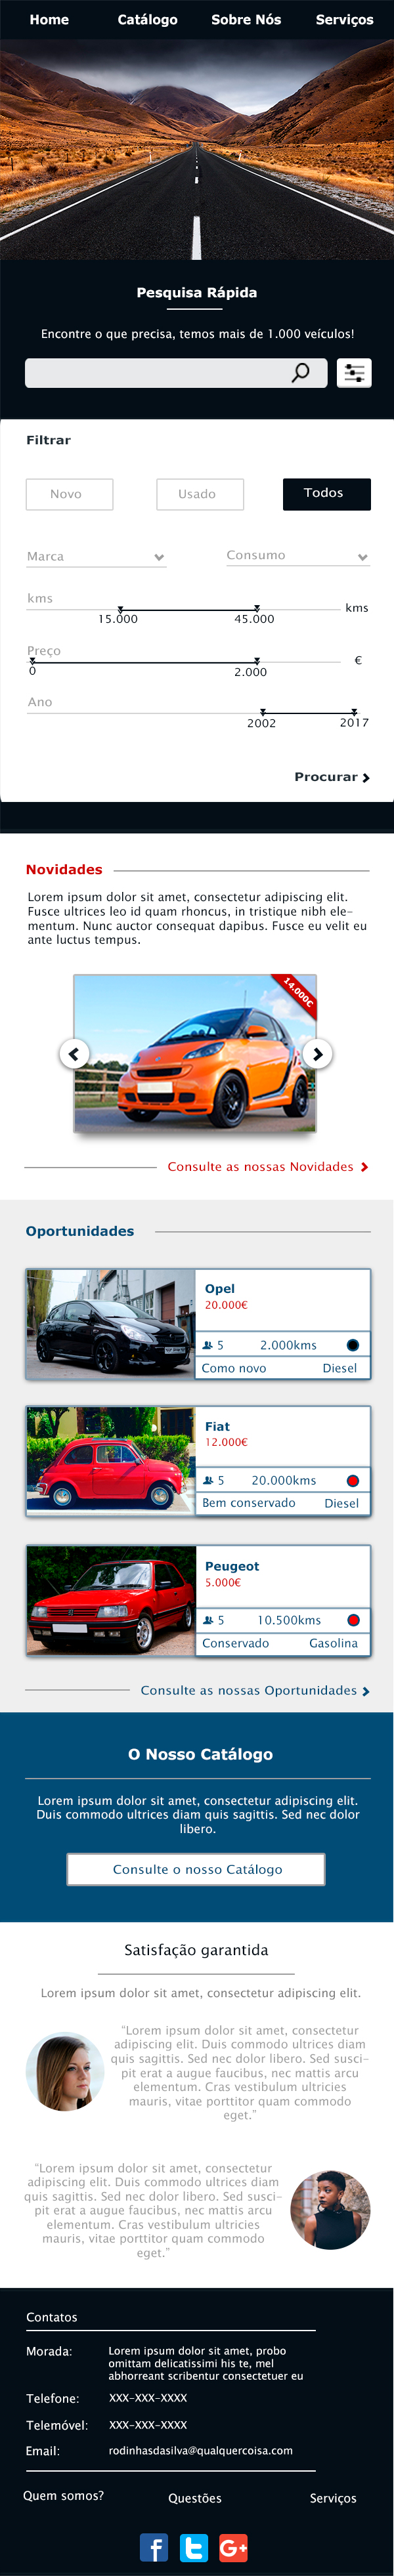 Home Catálogo Sobre Nós Serviços
Pesquisa Rápida
Encontre o que precisa, temos mais de 1.000 veículos!
Filtrar
Novo Usado Todos
Marca Consumo
kms
15.000 45.000 kms
Preço
0 2.000 €
Ano
2002 2017
Procurar
Novidades
Lorem ipsum dolor sit amet, consectetur adipiscing elit.
Fusce ultrices leo id quam rhoncus, in tristique nibh ele-
mentum. Nunc auctor consequat dapibus. Fusce eu velit eu
ante luctus tempus.
14.000€
Consulte as nossas Novidades
Oportunidades
Opel
20.000€
5 2.000kms
Como novo Diesel
Fiat
12.000€
5 20.000kms
Bem conservado Diesel
Peugeot
5.000€
5 10.500kms
Conservado Gasolina
Consulte as nossas Oportunidades
O Nosso Catálogo
Lorem ipsum dolor sit amet, consectetur adipiscing elit.
Duis commodo ultrices diam quis sagittis. Sed nec dolor
libero.
Consulte o nosso Catálogo
Satisfação garantida
Lorem ipsum dolor sit amet, consectetur adipiscing elit.
"Lorem ipsum dolor sit amet, consectetur
adipiscing elit. Duis commodo ultrices diam
quis sagittis. Sed nec dolor libero. Sed susci-
pit erat a augue faucibus, nec mattis arcu
elementum. Cras vestibulum ultricies
mauris, vitae porttitor quam commodo
eget."
"Lorem ipsum dolor sit amet, consectetur
adipiscing elit. Duis commodo ultrices diam
quis sagittis. Sed nec dolor libero. Sed susci-
pit erat a augue faucibus, nec mattis arcu
elementum. Cras vestibulum ultricies
mauris, vitae porttitor quam commodo
eget."
Contatos
Morada: Lorem ipsum dolor sit amet, probo
omittam delicatissimi his te, mel
abhorreant scribentur consectetuer eu
Telefone: XXX-XXX-XXXX
Telemóvel: XXX-XXX-XXXX
Email: rodinhasdasilva@qualquercoisa.com
Quem somos? Questões Serviços
f G+